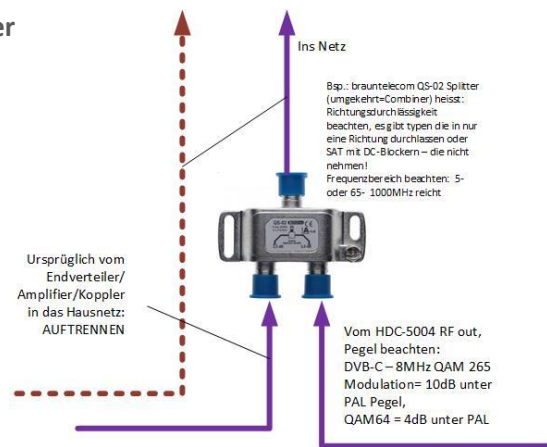 er
Ins Netz
Bsp.: brauntelecom QS-02 Splitter
(umgekehrt=Combiner) heisst:
Richtungsdurchlässigkeit
beachten, es gibt typen die in nur
eine Richtung durchlassen oder
SAT mit DC-Blockern – die nicht
nehmen!
Frequenzbereich beachten: 5-
oder 65- 1000MHz reicht
Ursprüglich vom
Endverteiler/
Amplifier/Koppler
in das Hausnetz:
AUFTRENNEN
Vom HDC-5004 RF out,
Pegel beachten:
DVB-C – 8MHz QAM 265
Modulation= 10dB unter
PAL Pegel,
QAM64 = 4dB unter PAL